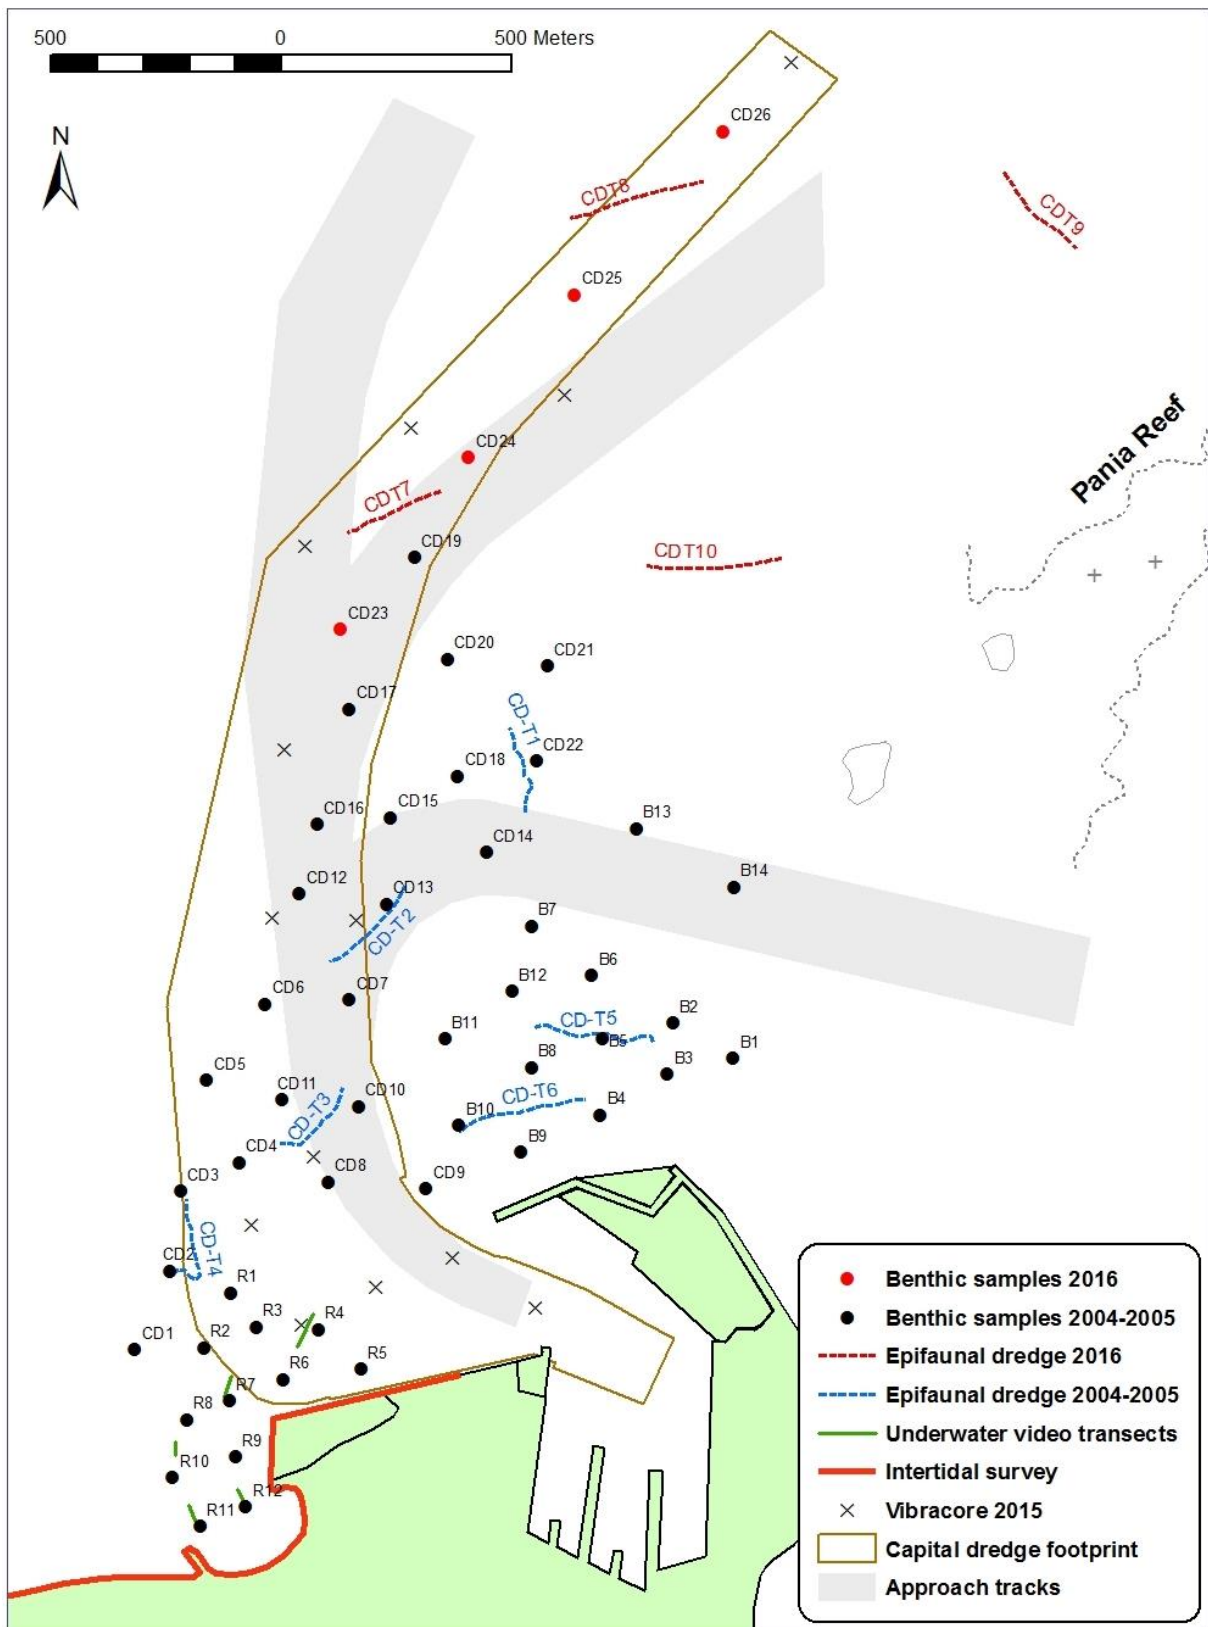 500 0 500 Meters
N
CD26
CDT8
CDT9
CD25
CD24
CDT7
Pania Reef
CD19
CDT10
CD23
CD20
CD21
CD17
CD-T1
CD22
CD18
CD16
CD15
B13
CD14
CD12
CD13
B14
CD-T2
B7
B6
CD6
CD7
B12
B2
B11
CD-T5
B5
B1
CD5
B8
B3
CD11
CD10
CD-T3
B10
CD-T6
B4
CD4
B9
CD3
CD8
CD9
CD-T4
CD2
R1
R3
R4
CD1
R2
R6
R5
R7
R8
R9
R10
R12
R11
Benthic samples 2016
Benthic samples 2004-2005
Epifaunal dredge 2016
Epifaunal dredge 2004-2005
Underwater video transects
Intertidal survey
Vibracore 2015
Capital dredge footprint
Approach tracks